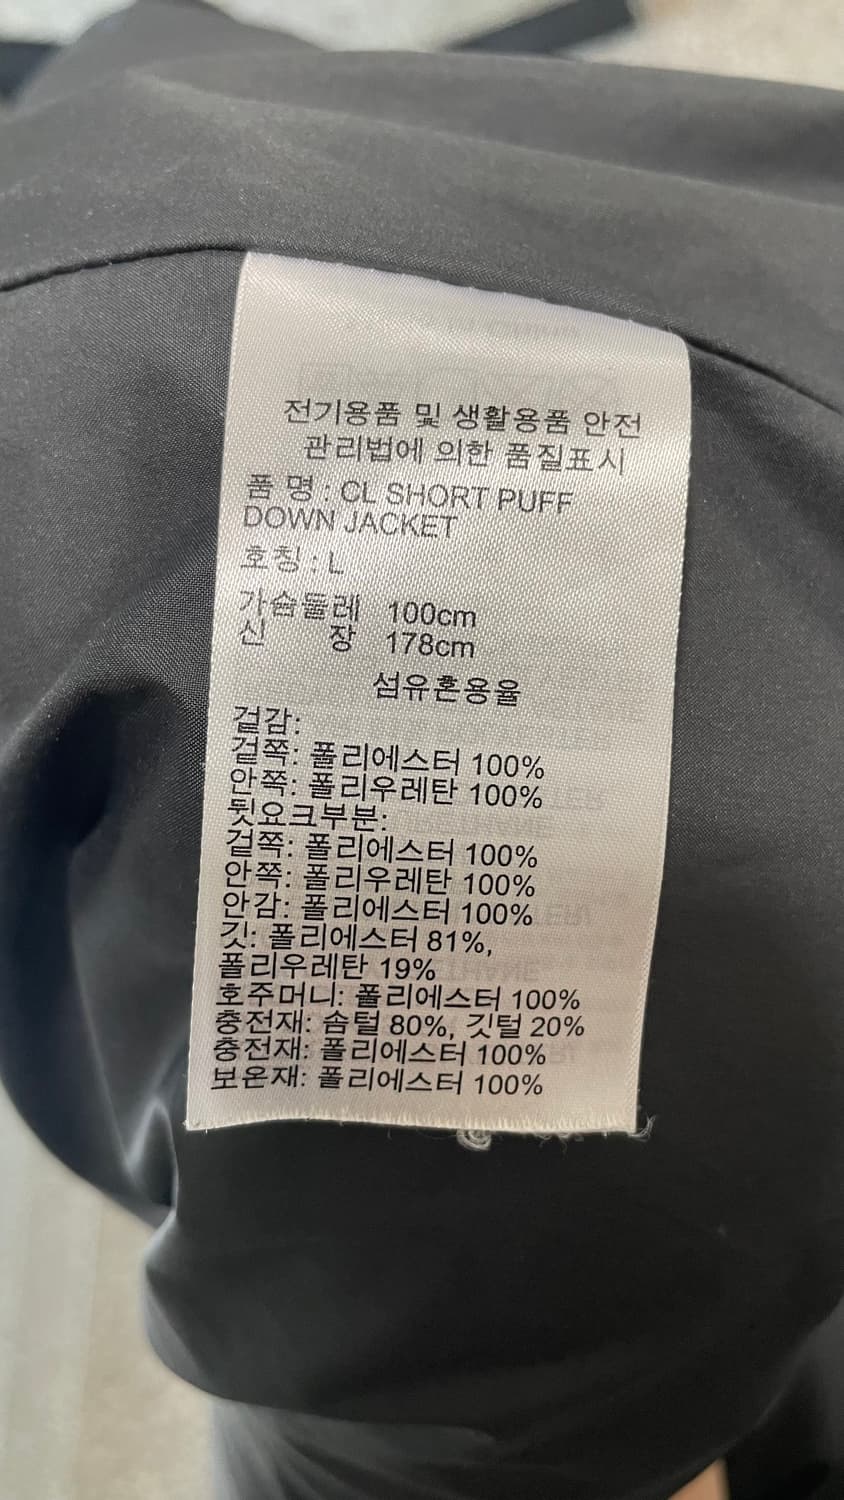 전기용품 및 생활용품 안전
관리법에 의한 품질표시
품 명 : CL SHORT PUFF
DOWN JACKET
호칭 : L
가슴둘레 100cm
신 장 178cm
섬유혼용율
겉감:
겉쪽: 폴리에스터 100%
안쪽: 폴리우레탄 100%
뒷요크부분:
겉쪽: 폴리에스터 100%
안쪽: 폴리우레탄 100%
안감: 폴리에스터 100%
깃: 폴리에스터 81%,
폴리우레탄 19%
호주머니: 폴리에스터 100%
충전재: 솜털 80%, 깃털 20%
충전재: 폴리에스터 100%
보온재: 폴리에스터 100%